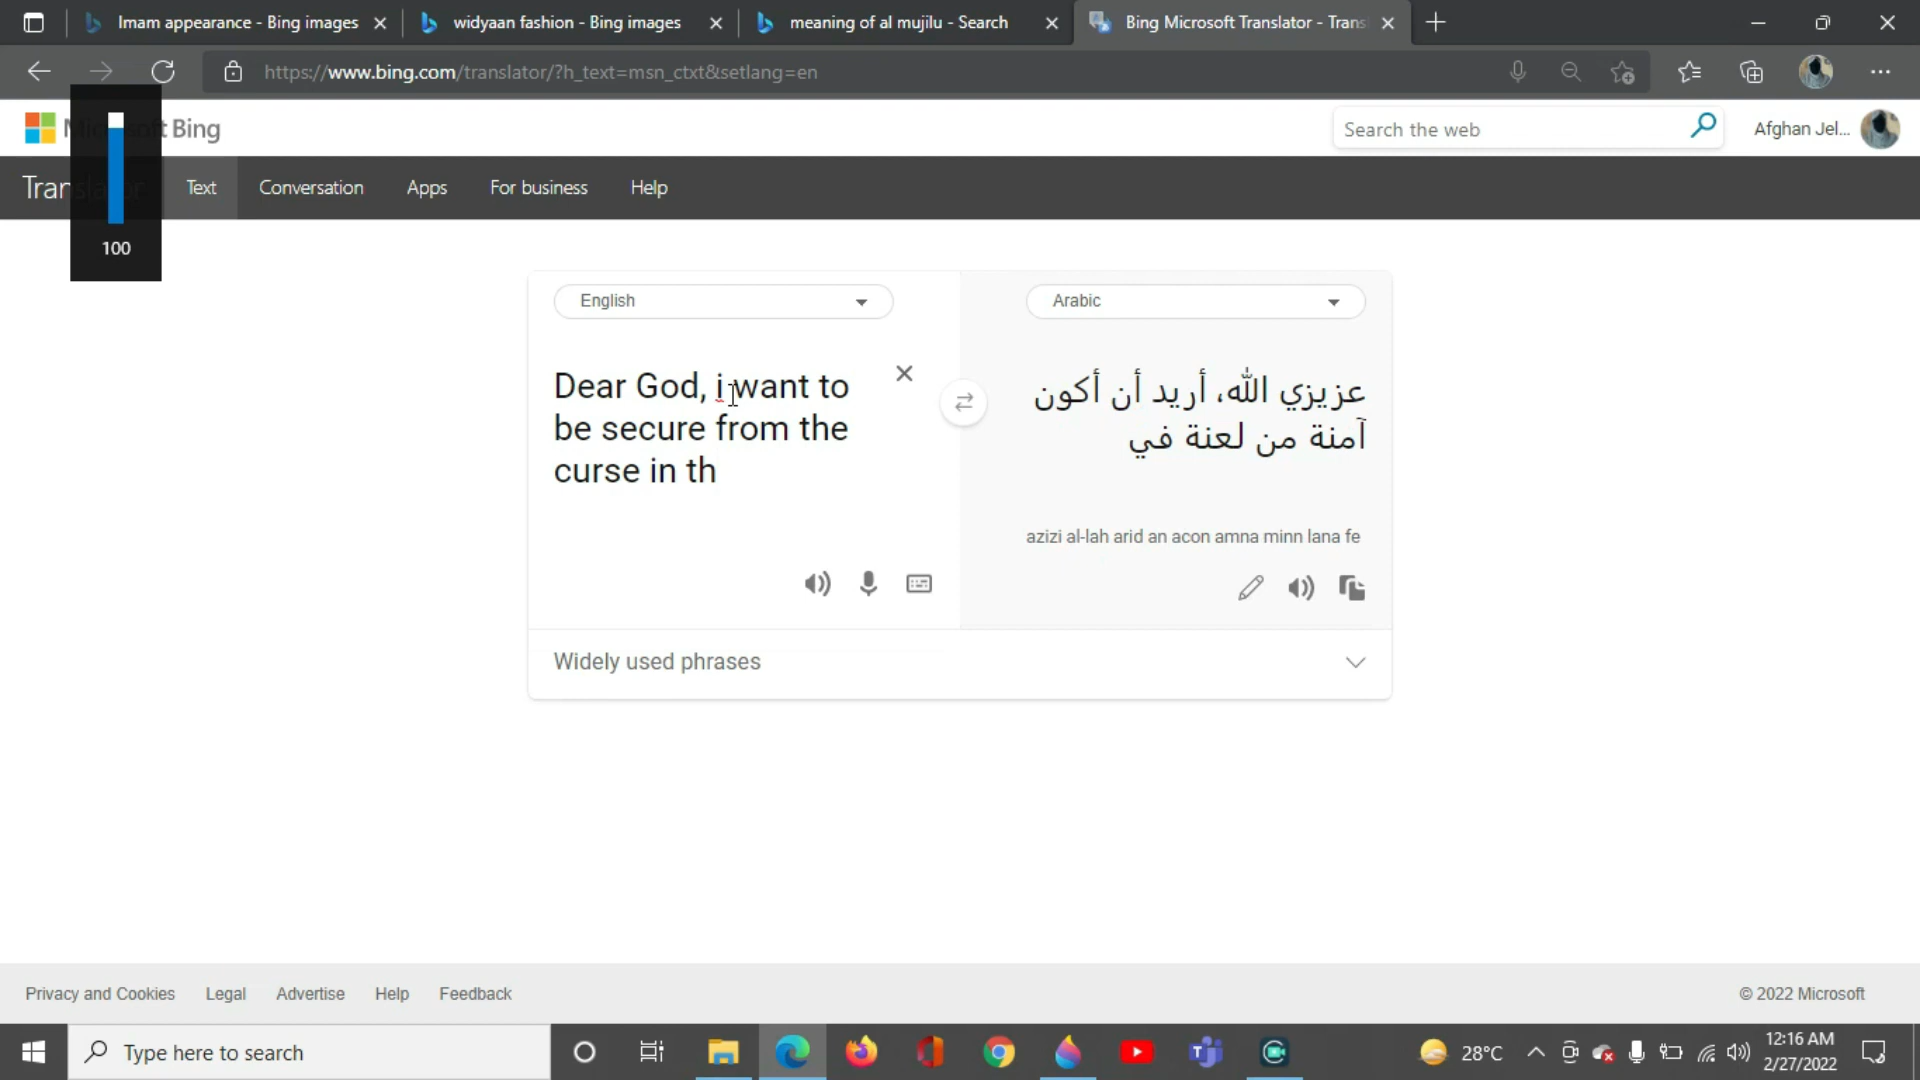 Imam appearance - Bing images
widyaan fashion - Bing images
meaning of al mujilu - Search
Bing Microsoft Translator - Trans
https://www.bing.com/translator/?h_text=msn_ctxt&setlang=en
Bing
Search the web
Afghan Jel...
Text
Conversation
Apps
For business
Help
100
English
Arabic
Dear God, i want to
be secure from the
curse in th
عزيزي الله، أريد أن أكون
آمنة من لعنة في
azizi al-lah arid an acon amna minn lana fe
Widely used phrases
Privacy and Cookies
Legal
Advertise
Help
Feedback
© 2022 Microsoft
Type here to search
28°C
12:16 AM
2/27/2022